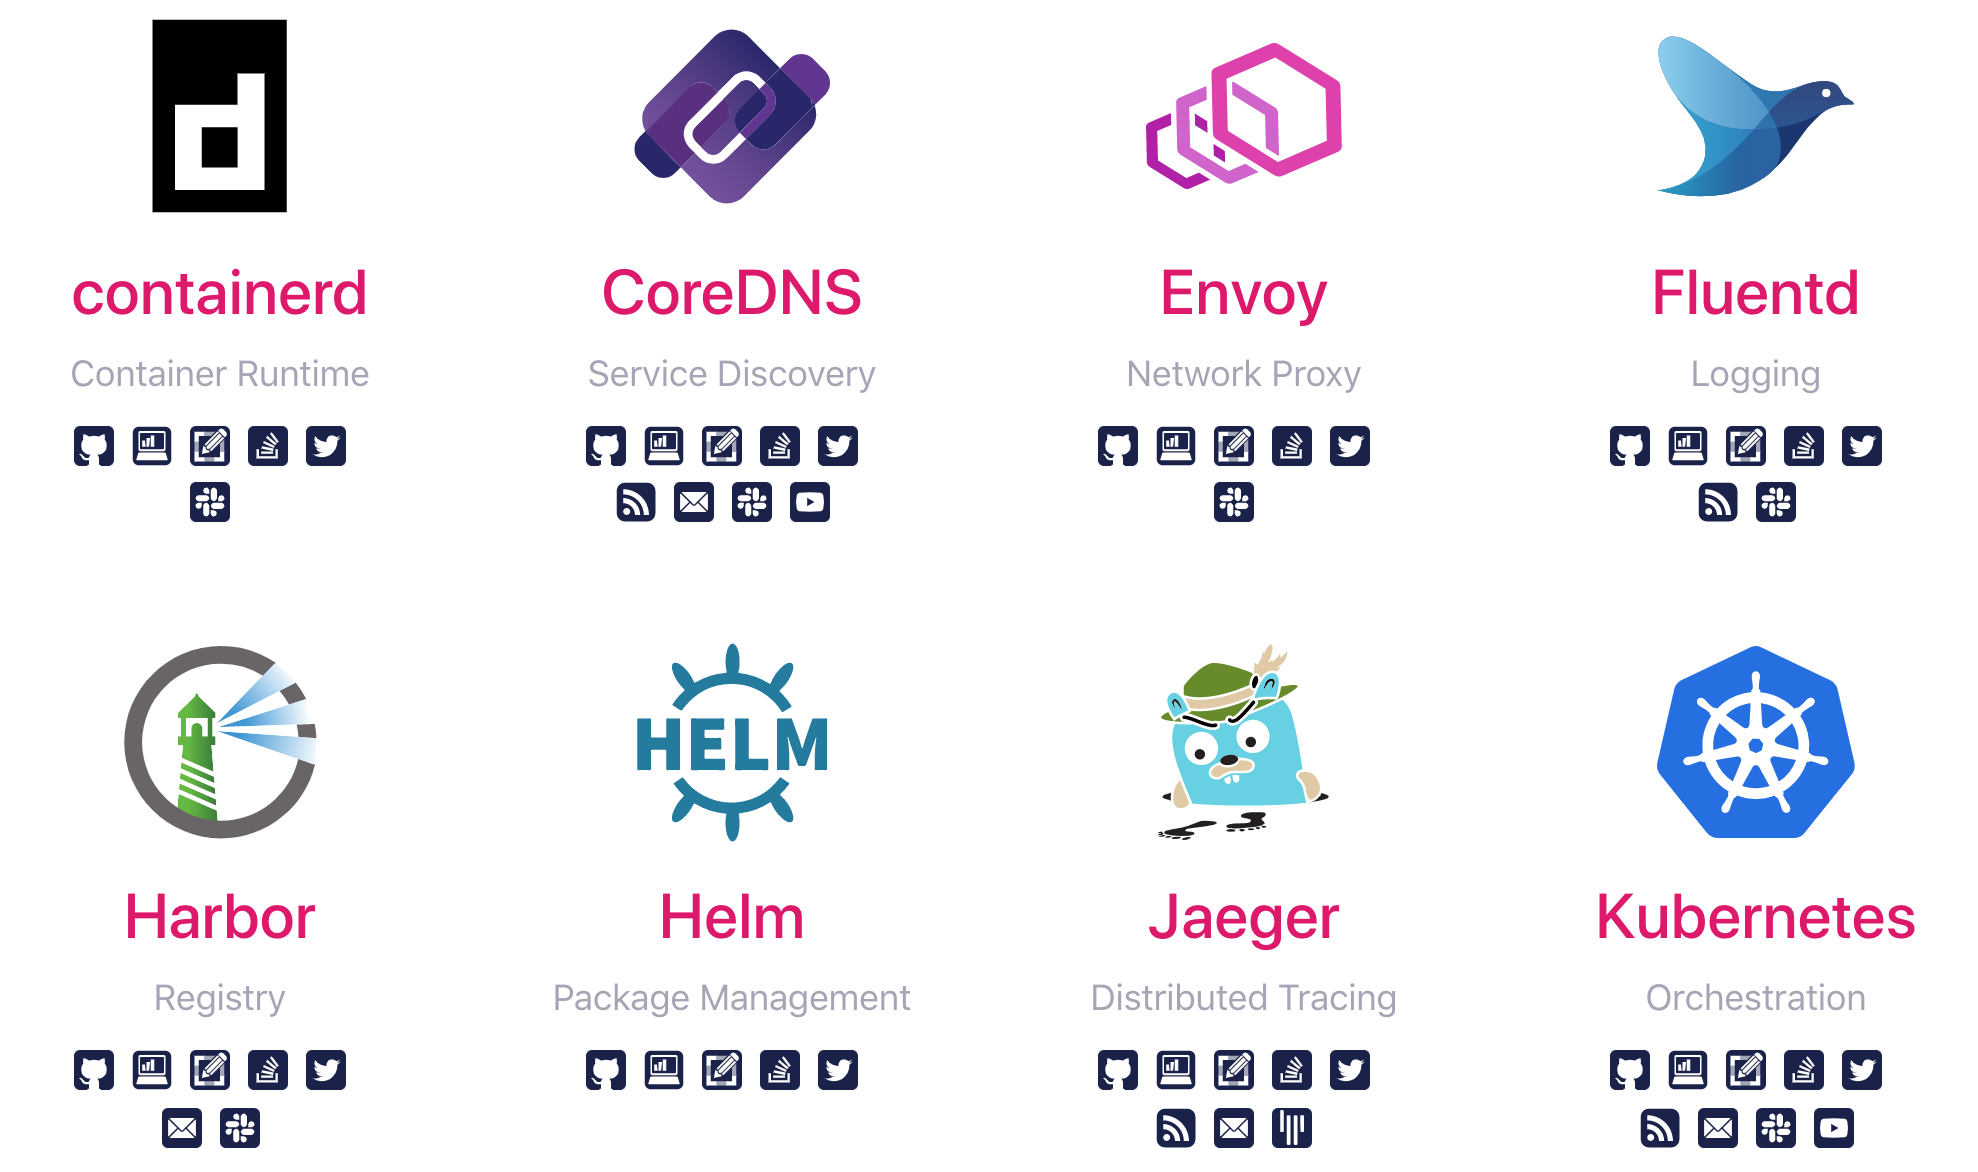 containerd
CoreDNS
Envoy
Fluentd
Container Runtime
Service Discovery
Network Proxy
Logging
HELM
Harbor
Helm
Jaeger
Kubernetes
Registry
Package Management
Distributed Tracing
Orchestration